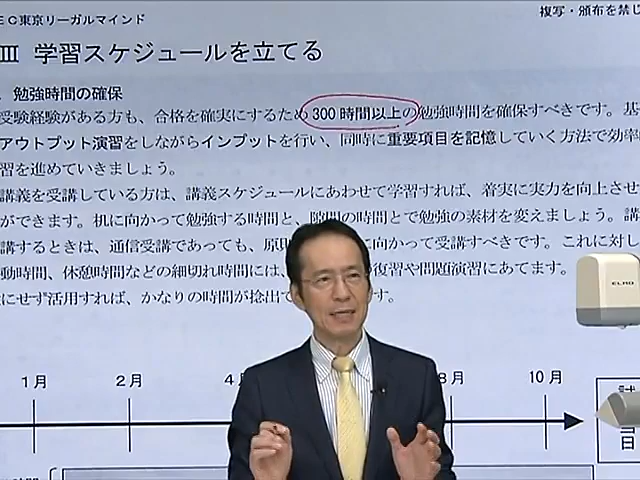 EC東京リーガルマインド
複写・頒布を禁じ
III 学習スケジュールを立てる
勉強時間の確保
受験経験がある方も、合格を確実にするため300時間以上の勉強時間を確保すべきです。基
アウトプット演習をしながらインプットを行い、同時に重要項目を記憶していく方法で効率
習を進めていきましょう。
講義を受講している方は、講義スケジュールにあわせて学習すれば、着実に実力を向上させ
ができます。机に向かって勉強する時間と、隙間の時間とで勉強の素材を変えましょう。講
講するときは、通信受講であっても、原則 に向かって受講すべきです。これに対し
動時間、休憩時間などの細切れ時間には、 復習や問題演習にあてます。
にせず活用すれば、かなりの時間が捻出で す。
ELMO
1月 2月 4 8月 10月
試
日